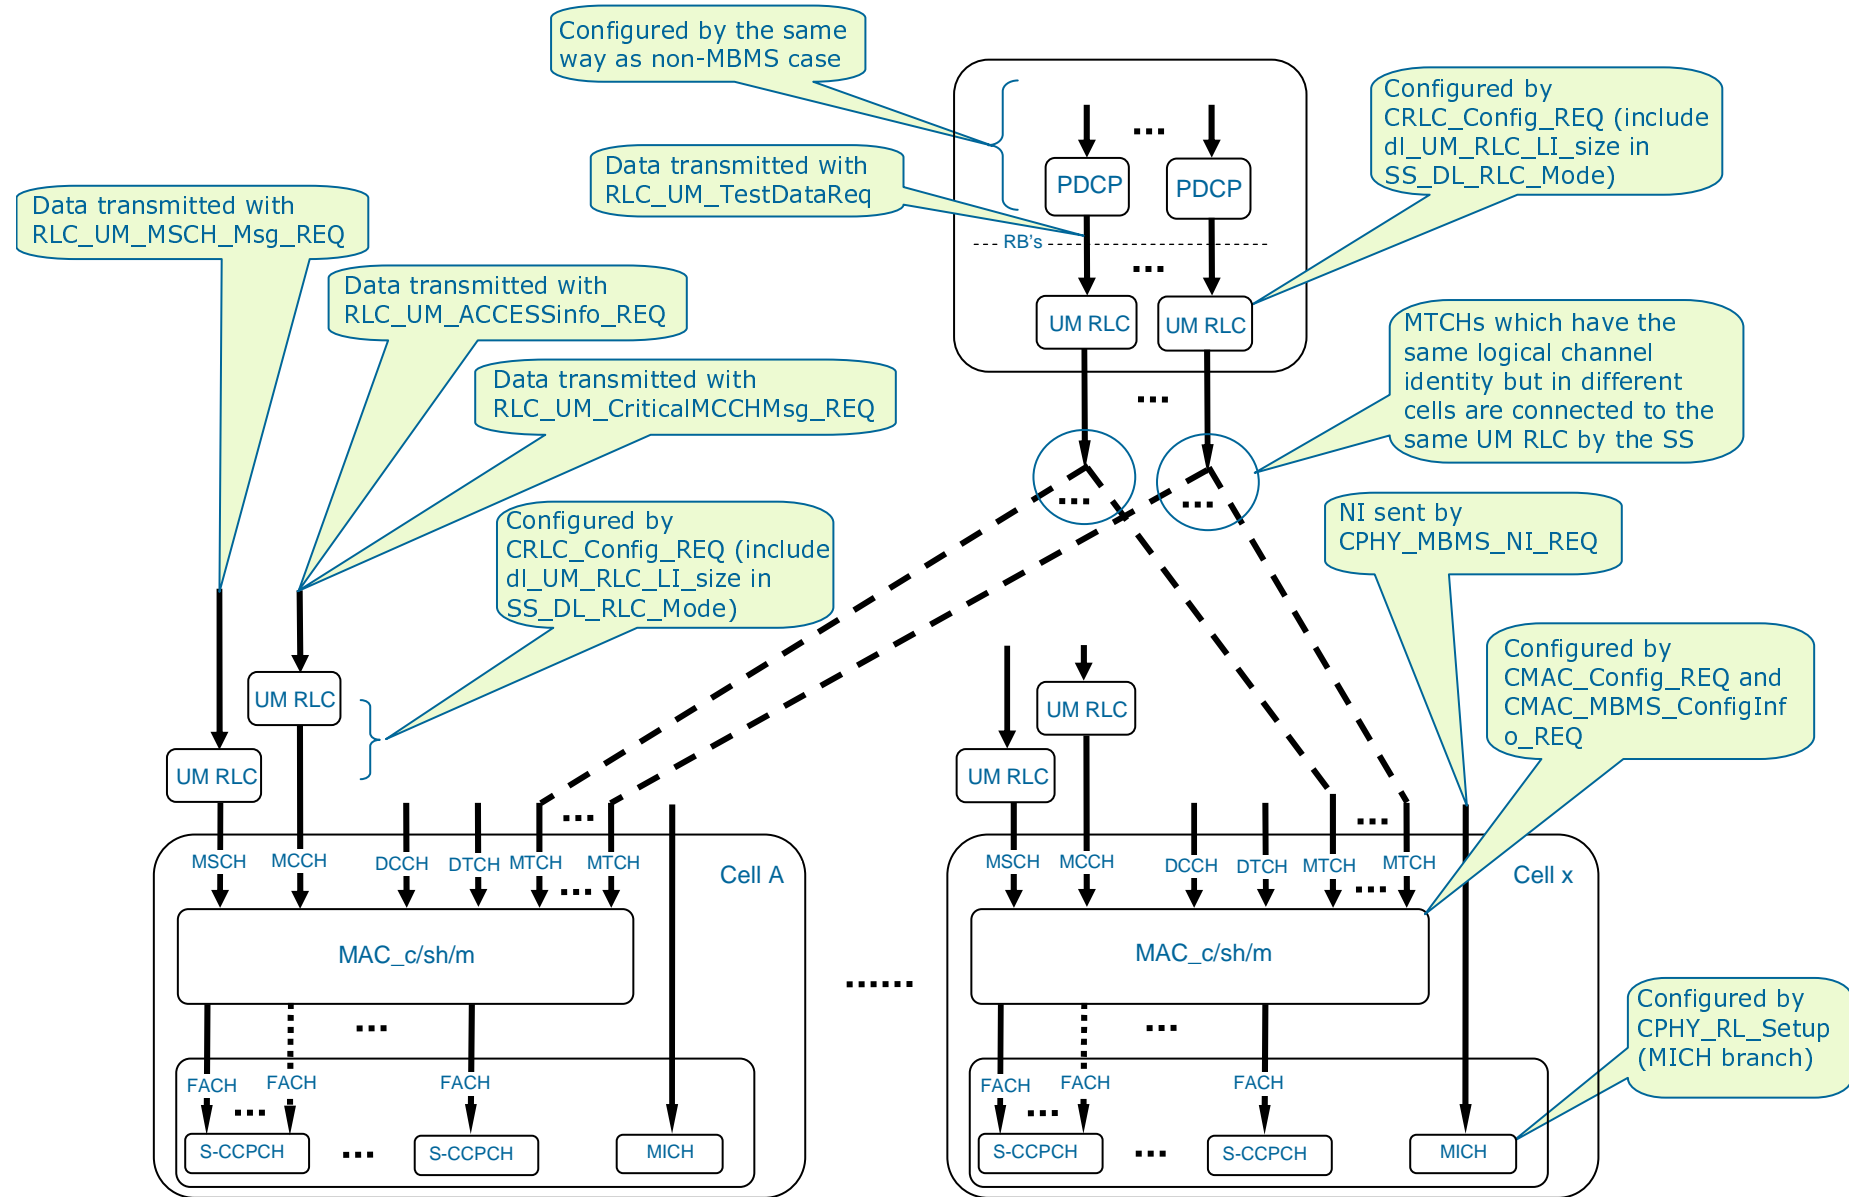 Configured by the same
way as non-MBMS case
Configured by
CRLC_Config_REQ (include
dl_UM_RLC_LI_size in
SS_DL_RLC_Mode)
Data transmitted with
RLC_UM_TestDataReq
PDCP
PDCP
Data transmitted with
RLC_UM_MSCH_Msg_REQ
RB's
Data transmitted with
RLC_UM_ACCESSinfo_REQ
UM RLC
UM RLC
MTCHs which have the
same logical channel
identity but in different
cells are connected to the
same UM RLC by the SS
Data transmitted with
RLC_UM_CriticalMCCHMsg_REQ
Configured by
CRLC_Config_REQ (include
dl_UM_RLC_LI_size in
SS_DL_RLC_Mode)
NI sent by
CPHY_MBMS_NI_REQ
Configured by
CMAC_Config_REQ and
CMAC_MBMS_ConfigInf
o_REQ
UM RLC
UM RLC
UM RLC
UM RLC
MSCH
MCCH
DCCH
DTCH
MTCH
MTCH
Cell A
MSCH
MCCH
DCCH
DTCH
MTCH
MTCH
Cell x
MAC_c/sh/m
MAC_c/sh/m
Configured by
CPHY_RL_Setup
(MICH branch)
FACH
FACH
FACH
FACH
FACH
FACH
S-CCPCH
S-CCPCH
MICH
S-CCPCH
S-CCPCH
MICH